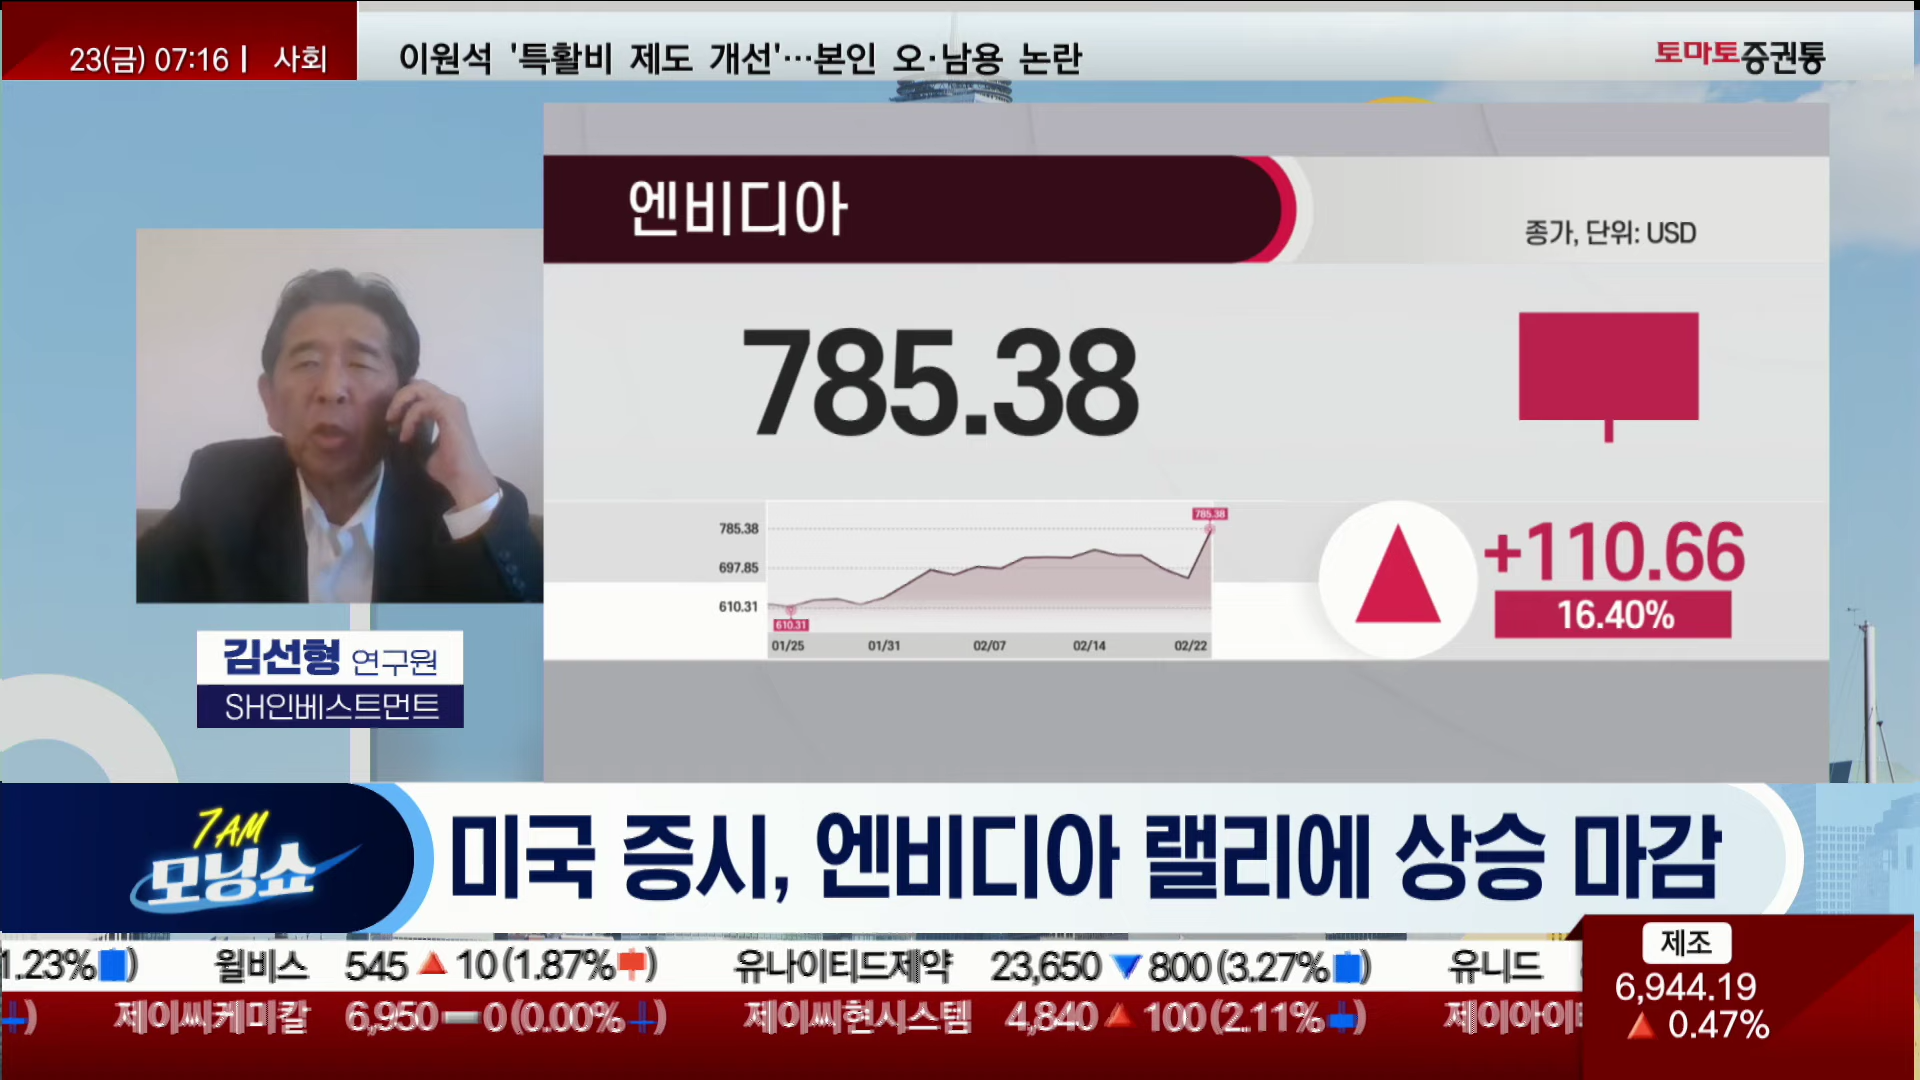 23(금) 07:16 | 사회
이원석 '특활비 제도 개선'…본인 오·남용 논란
토마토증권통
엔비디아
종가, 단위: USD
785.38
785.38
697.85
610.31
785.38
610.31
01/25 01/31 02/07 02/14 02/22
+110.66
16.40%
김선형 연구원
SH인베스트먼트
7 AM
모닝쇼
미국 증시, 엔비디아 랠리에 상승 마감
1.23% ) 윌비스 545 ▲ 10 (1.87% ) 유나이티드제약 23,650 ▼ 800 (3.27% ) 유니드
) 제이씨케미칼 6,950 0 (0.00% ) 제이씨현시스템 4,840 ▲ 100 (2.11% ) 제이아이
제조
6,944.19
▲ 0.47%